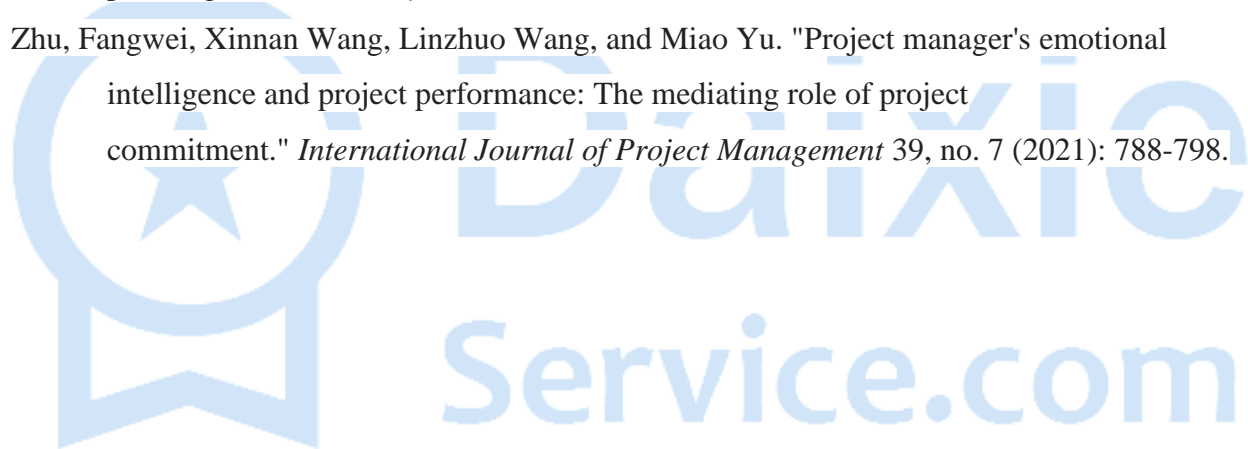 Zhu, Fangwei, Xinnan Wang, Linzhuo Wang, and Miao Yu. "Project manager's emotional
intelligence and project performance: The mediating role of project
commitment." International Journal of Project Management 39, no. 7 (2021): 788-798.
Daixie
Service.com